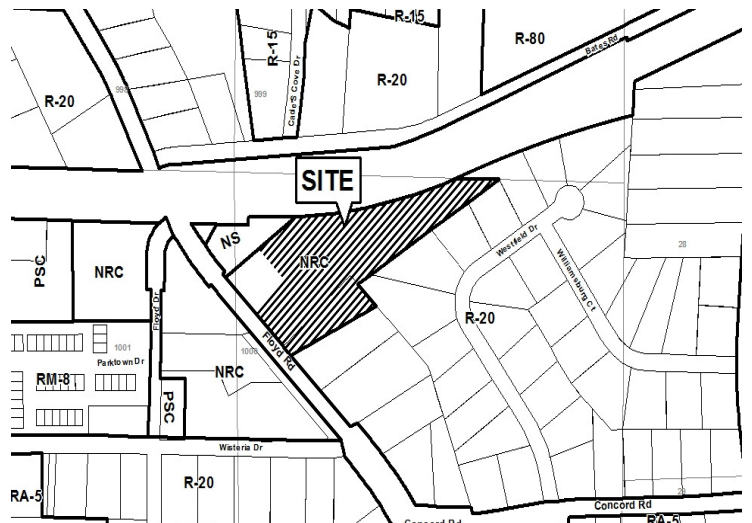 R-15
R-80
R-15
R-20
Bates Rd
R-20
999
Cades Cove Dr
SITE
NS
Westfield Dr
28
PSC
NRC
NRC
Williamsburg Ct
Floyd Dr
R-20
1001
1000
Floyd Rd
Parktown Dr
NRC
RM-8
PSC
Wisteria Dr
R-20
RA-5
Concord Rd
Concord Rd
RA-5